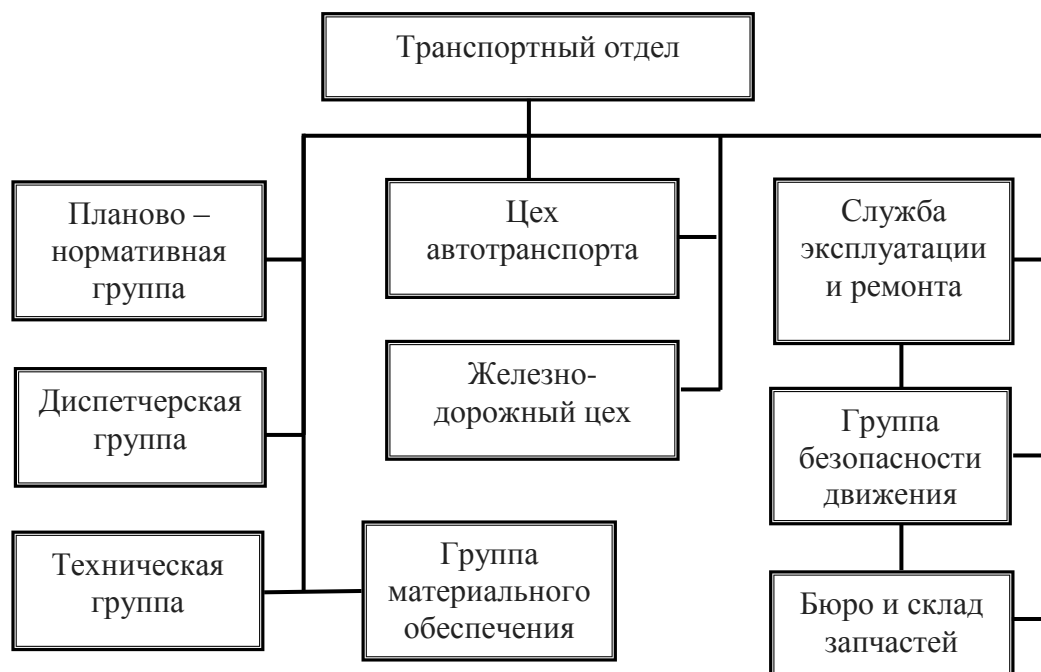 Транспортный отдел
Планово –
нормативная
группа
Цех
автотранспорта
Служба
эксплуатации
и ремонта
Железно-
дорожный цех
Диспетчерская
группа
Группа
безопасности
движения
Техническая
группа
Группа
материального
обеспечения
Бюро и склад
запчастей